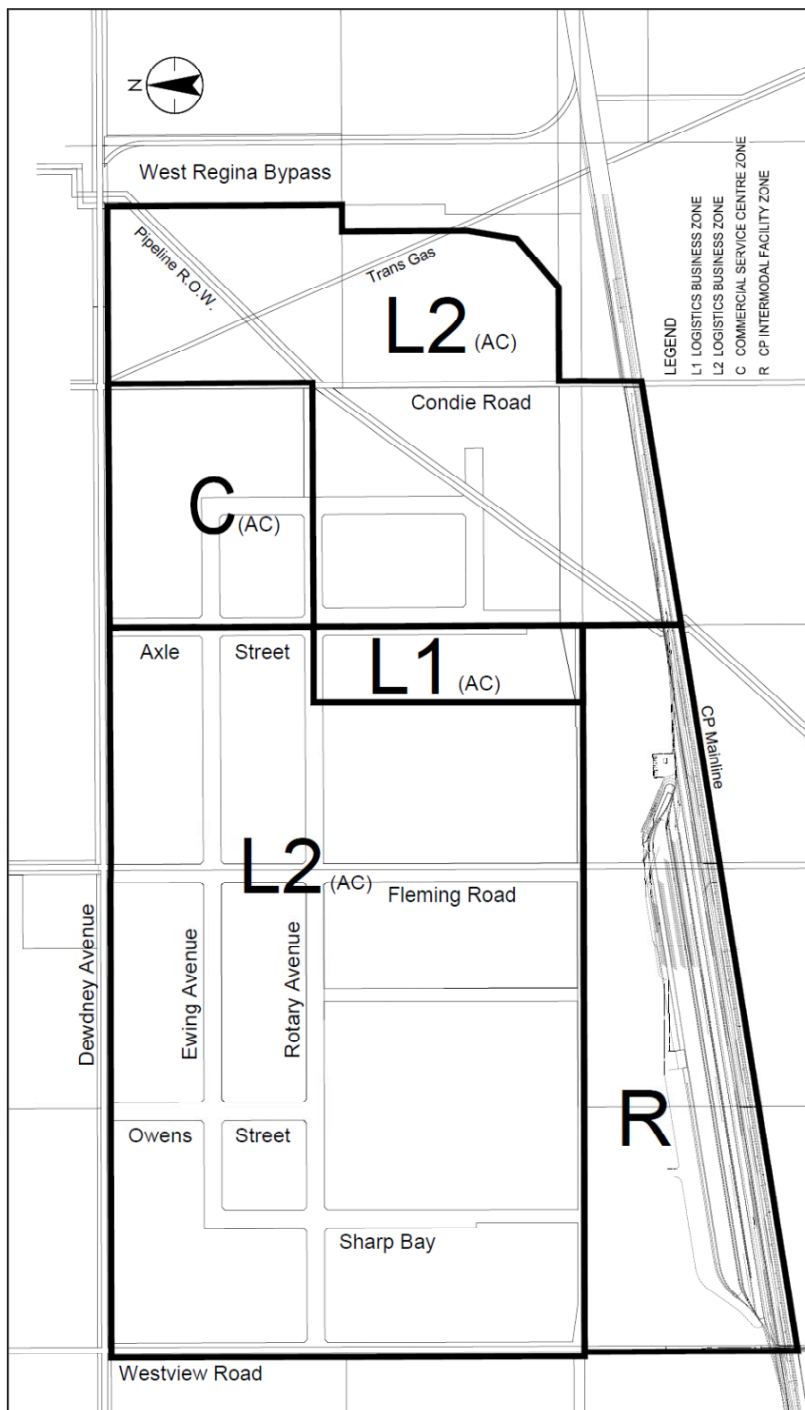 N
West Regina Bypass
Pipeline R.O.W.
Trans Gas
L2 (AC)
Condie Road
LEGEND
L1 LOGISTICS BUSINESS ZONE
L2 LOGISTICS BUSINESS ZONE
C COMMERCIAL SERVICE CENTRE ZONE
R CP INTERMODAL FACILITY ZONE
C (AC)
Axle Street
L1 (AC)
CP Mainline
L2 (AC)
Fleming Road
Dewdney Avenue
Ewing Avenue
Rotary Avenue
R
Owens Street
Sharp Bay
Westview Road